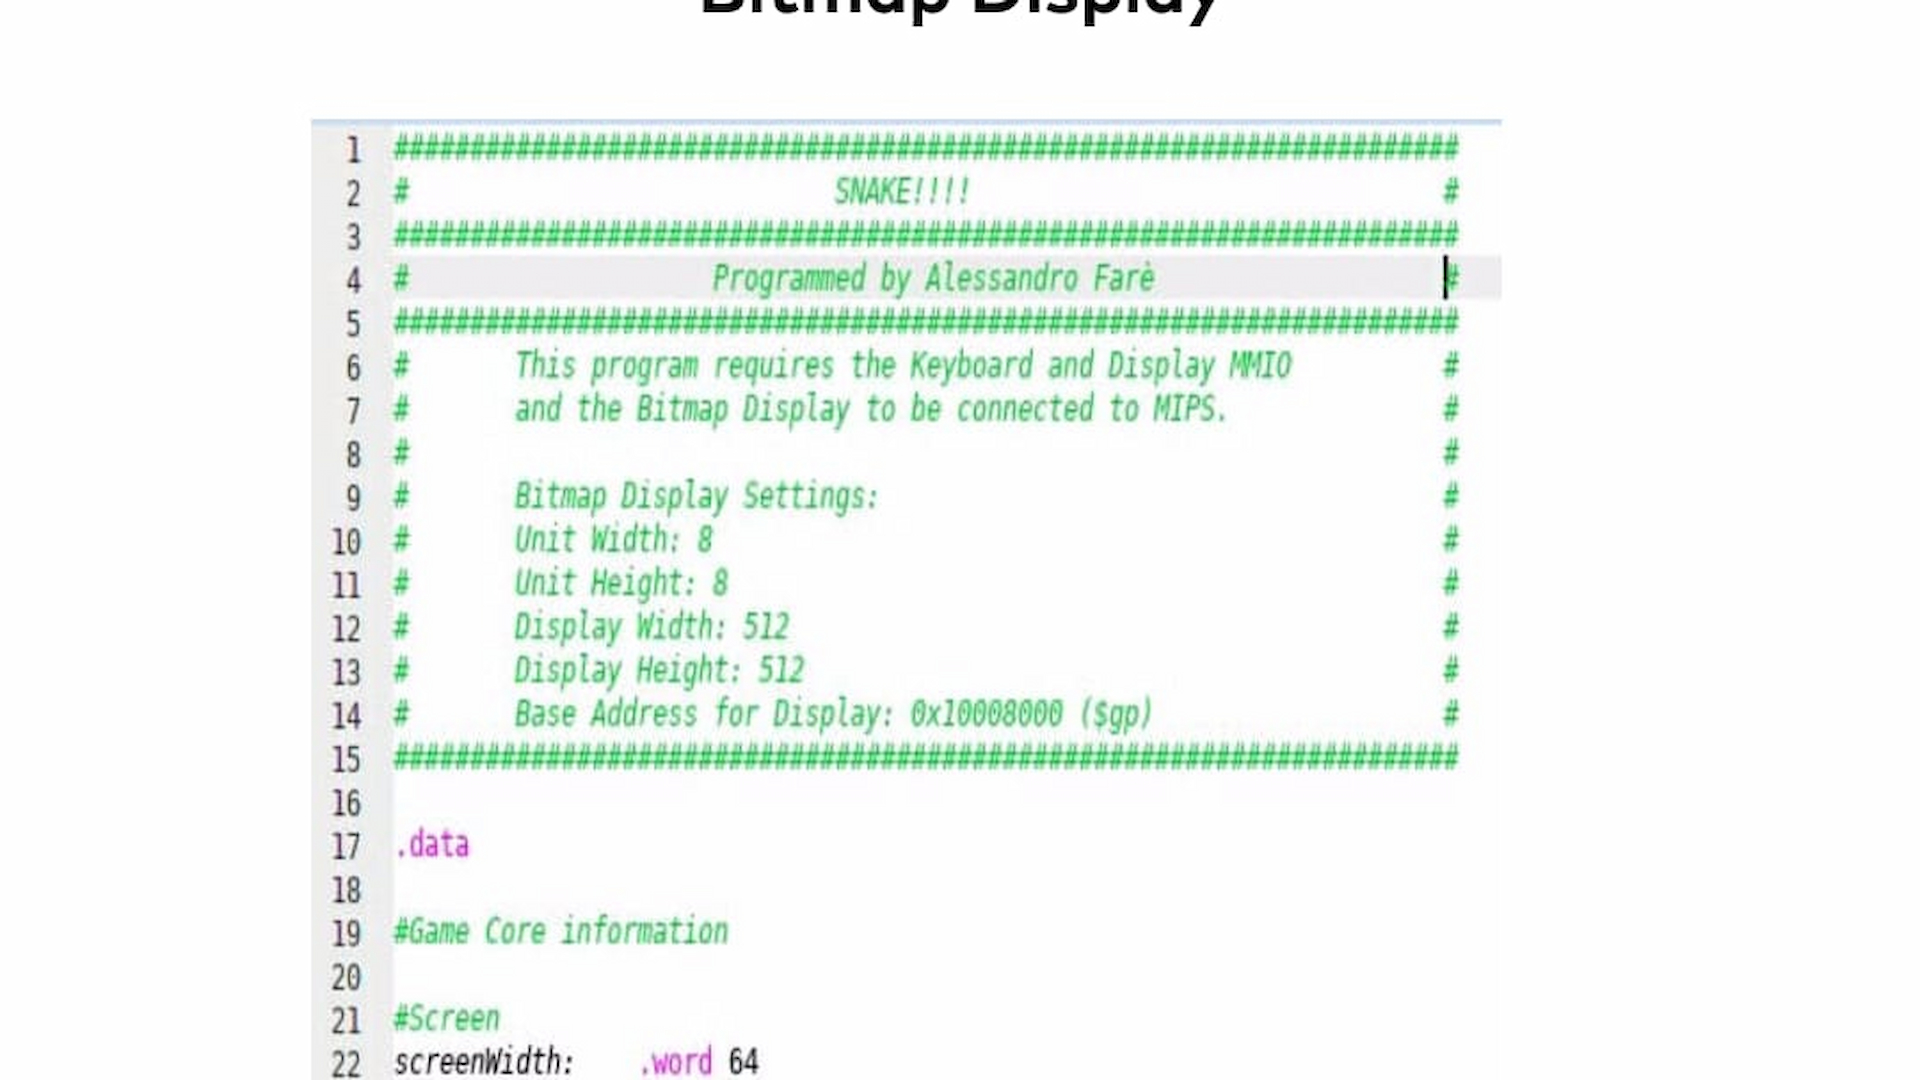 Bitmap Display
1 ######################################################################
2 # SNAKE!!!! #
3 ######################################################################
4 # Programmed by Alessandro Farè #
5 ######################################################################
6 # This program requires the Keyboard and Display MMIO #
7 # and the Bitmap Display to be connected to MIPS. #
8 # #
9 # Bitmap Display Settings: #
10 # Unit Width: 8 #
11 # Unit Height: 8 #
12 # Display Width: 512 #
13 # Display Height: 512 #
14 # Base Address for Display: 0x10008000 ($gp) #
15 ######################################################################
16
17 .data
18
19 #Game Core information
20
21 #Screen
22 screenWidth: .word 64